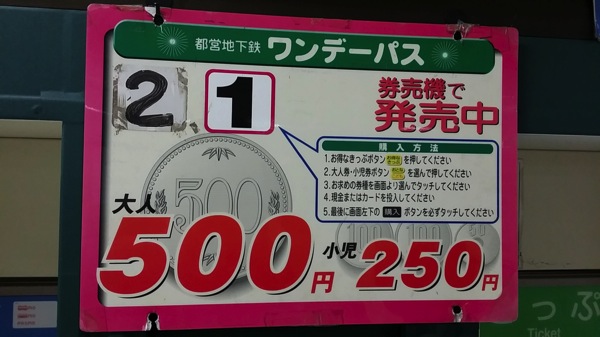 都営地下鉄 ワンデーパス
2 1
券売機で
発売中
購入方法
1.お得なきっぷボタン を押してください
2.大人券・小児券ボタン を選んで押してください
3.お求めの券種を画面より選んでタッチしてください
4.現金またはカードを投入してください
5.最後に画面左下の 購入 ボタンを必ずタッチしてください
500
100 100 50
大人 500円 小児 250円
っぷ
Ticket